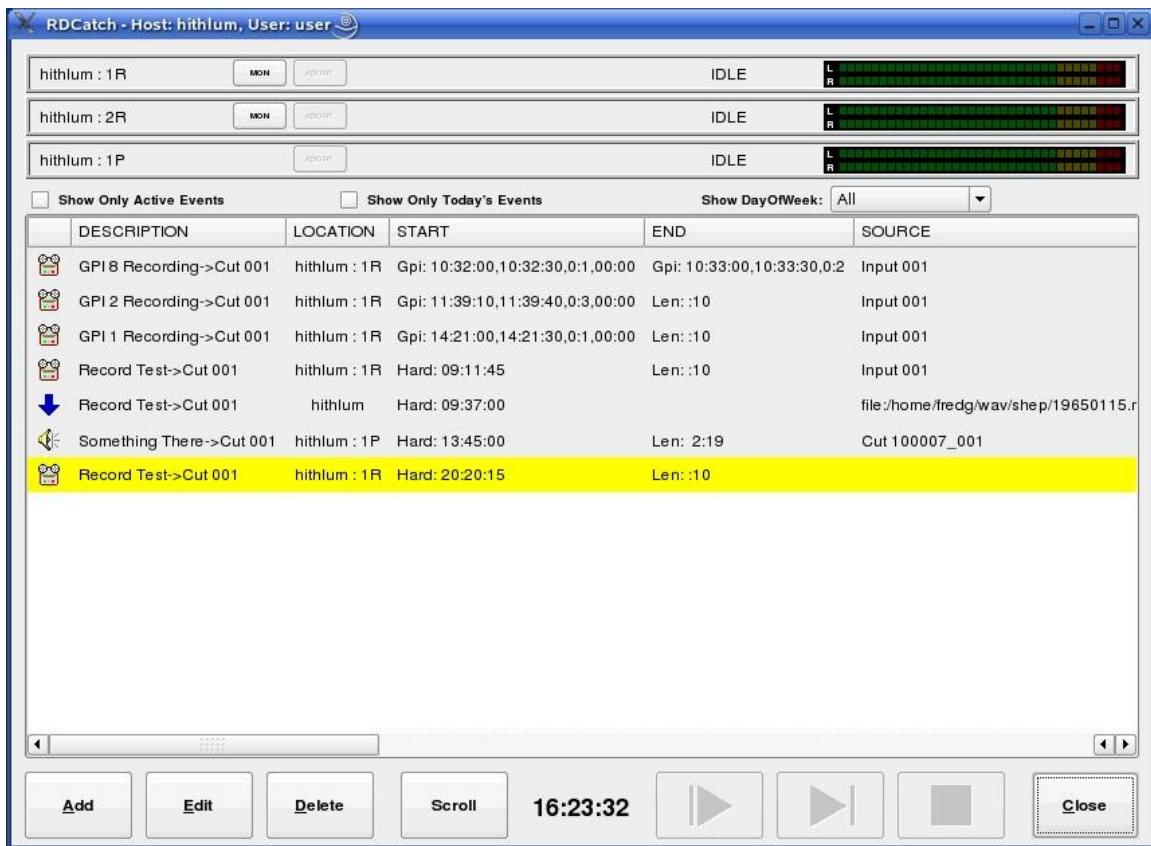 RDCatch - Host: hithlum, User: user
hithlum : 1R MON ABORT IDLE L R
hithlum : 2R MON ABORT IDLE L R
hithlum : 1P ABORT IDLE L R
Show Only Active Events Show Only Today's Events Show DayOfWeek: All
DESCRIPTION LOCATION START END SOURCE
GPI 8 Recording->Cut 001 hithlum : 1R Gpi: 10:32:00,10:32:30,0:1,00:00 Gpi: 10:33:00,10:33:30,0:2 Input 001
GPI 2 Recording->Cut 001 hithlum : 1R Gpi: 11:39:10,11:39:40,0:3,00:00 Len: :10 Input 001
GPI 1 Recording->Cut 001 hithlum : 1R Gpi: 14:21:00,14:21:30,0:1,00:00 Len: :10 Input 001
Record Test->Cut 001 hithlum : 1R Hard: 09:11:45 Len: :10 Input 001
Record Test->Cut 001 hithlum Hard: 09:37:00 file:/home/fredg/wav/shep/19650115.r
Something There->Cut 001 hithlum : 1P Hard: 13:45:00 Len: 2:19 Cut 100007_001
Record Test->Cut 001 hithlum : 1R Hard: 20:20:15 Len: :10
Add Edit Delete Scroll 16:23:32 Close